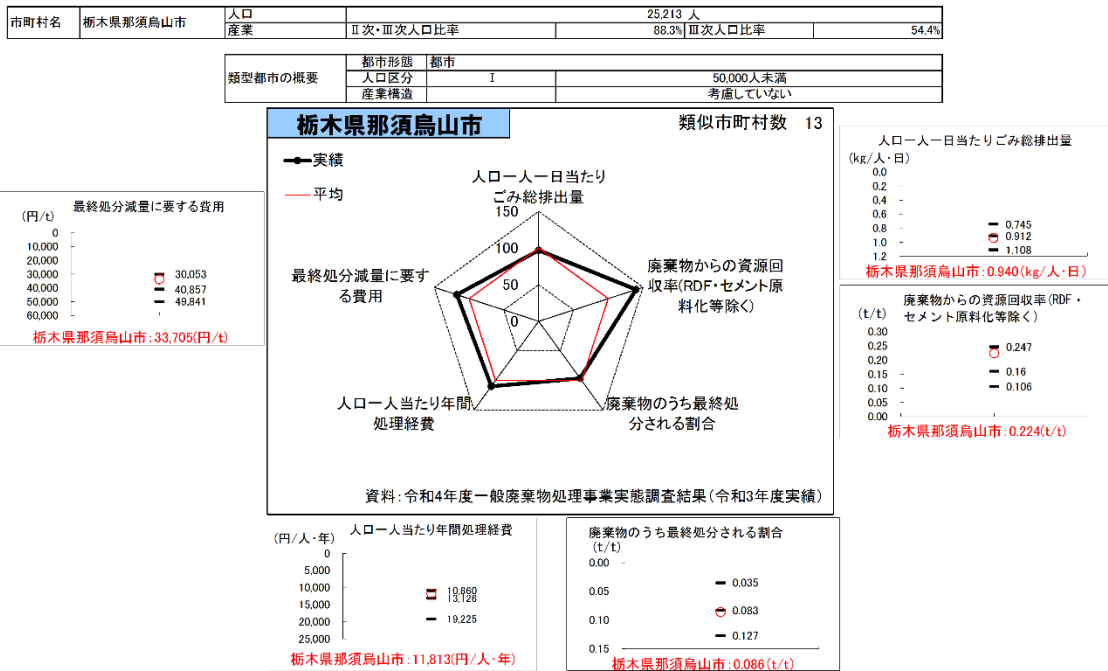 市町村名 栃木県那須烏山市 人口 25,213 人
産業 Ⅱ次・Ⅲ次人口比率 88.3% Ⅲ次人口比率 54.4%
類型都市の概要 都市形態 都市
人口区分 Ⅰ 50,000人未満
産業構造 考慮していない
栃木県那須烏山市 類似市町村数 13
実績
平均
人口一人一日当たり
ごみ総排出量
150
100
50
0
廃棄物からの資源回
収率(RDF・セメント原
料化等除く)
廃棄物のうち最終処
分される割合
人口一人当たり年間
処理経費
最終処分減量に要す
る費用
資料:令和4年度一般廃棄物処理事業実態調査結果(令和3年度実績)
最終処分減量に要する費用
(円/t)
0
10,000
20,000
30,000
40,000
50,000
60,000
30,053
40,857
49,841
栃木県那須烏山市:33,705(円/t)
人口一人一日当たりごみ総排出量
(kg/人・日)
0.0
0.2
0.4
0.6
0.8
1.0
1.2
0.745
0.912
1.108
栃木県那須烏山市:0.940(kg/人・日)
廃棄物からの資源回収率(RDF・
セメント原料化等除く)
(t/t)
0.30
0.25
0.20
0.15
0.10
0.05
0.00
0.247
0.16
0.106
栃木県那須烏山市:0.224(t/t)
人口一人当たり年間処理経費
(円/人・年)
0
5,000
10,000
15,000
20,000
25,000
10,860
13,126
19,225
栃木県那須烏山市:11,813(円/人・年)
廃棄物のうち最終処分される割合
(t/t)
0.00
0.05
0.10
0.15
0.035
0.083
0.127
栃木県那須烏山市:0.086(t/t)